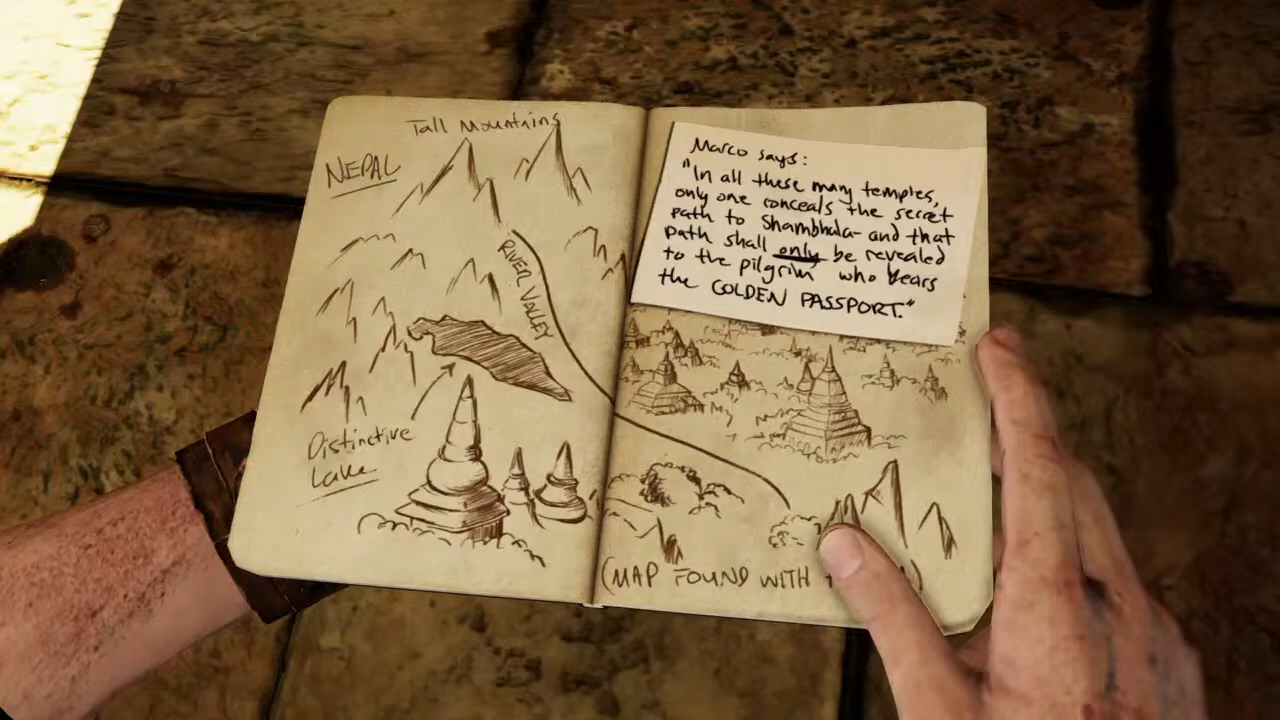 Tall Mountains
NEPAL
RIVER VALLEY
Distinctive
Lake
Marco says:
"In all these many temples,
only one conceals the secret
path to Shambhala- and that
path shall only be revealed
to the pilgrim who bears
the GOLDEN PASSPORT."
(MAP FOUND WITH